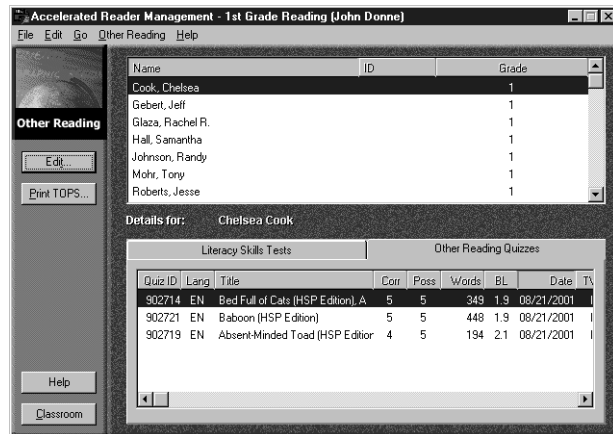 Accelerated Reader Management - 1st Grade Reading (John Donne)
File Edit Go Other Reading Help
Other Reading
Edit...
Print TOPS...
Help
Classroom
Name ID Grade
Cook, Chelsea 1
Gebert, Jeff 1
Glaza, Rachel R. 1
Hall, Samantha 1
Johnson, Randy 1
Mohr, Tony 1
Roberts, Jesse 1
Details for: Chelsea Cook
Literacy Skills Tests Other Reading Quizzes
Quiz ID Lang Title Corr Poss Words BL Date
902714 EN Bed Full of Cats (HSP Edition), A 5 5 349 1.9 08/21/2001
902721 EN Baboon (HSP Edition) 5 5 448 1.9 08/21/2001
902719 EN Absent-Minded Toad (HSP Edition 4 5 194 2.1 08/21/2001